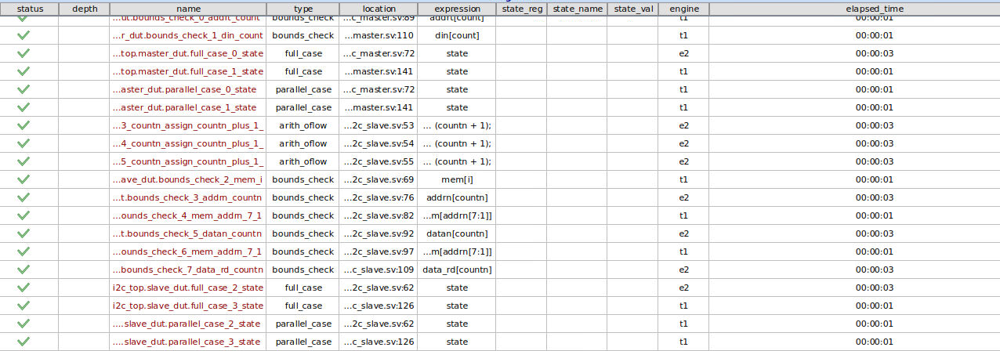 status depth name type location expression state_reg state_name state_val engine elapsed_time
...ut.bounds_check_0_addrt_count bounds_check ...c_master.sv:89 addrt[count] t1 00:00:01
...r_dut.bounds_check_1_din_count bounds_check ...master.sv:110 din[count] t1 00:00:01
...top.master_dut.full_case_0_state full_case ...c_master.sv:72 state e2 00:00:03
...top.master_dut.full_case_1_state full_case ...master.sv:141 state t1 00:00:01
...aster_dut.parallel_case_0_state parallel_case ...c_master.sv:72 state t1 00:00:01
...aster_dut.parallel_case_1_state parallel_case ...master.sv:141 state t1 00:00:01
...3_countn_assign_countn_plus_1_ arith_oflow ...2c_slave.sv:53 ... (countn + 1); e2 00:00:03
...4_countn_assign_countn_plus_1_ arith_oflow ...2c_slave.sv:54 ... (countn + 1); e2 00:00:03
...5_countn_assign_countn_plus_1_ arith_oflow ...2c_slave.sv:55 ... (countn + 1); e2 00:00:03
...ave_dut.bounds_check_2_mem_i bounds_check ...2c_slave.sv:69 mem[i] t1 00:00:01
...t.bounds_check_3_addrn_countn bounds_check ...2c_slave.sv:76 addrn[countn] e2 00:00:03
...ounds_check_4_mem_addrn_7_1 bounds_check ...2c_slave.sv:82 ...m[addrn[7:1]] t1 00:00:01
...t.bounds_check_5_datan_countn bounds_check ...2c_slave.sv:92 datan[countn] e2 00:00:03
...ounds_check_6_mem_addrn_7_1 bounds_check ...2c_slave.sv:97 ...m[addrn[7:1]] t1 00:00:01
...bounds_check_7_data_rd_countn bounds_check ...c_slave.sv:109 data_rd[countn] e2 00:00:03
i2c_top.slave_dut.full_case_2_state full_case ...2c_slave.sv:62 state e2 00:00:03
i2c_top.slave_dut.full_case_3_state full_case ...c_slave.sv:126 state t1 00:00:01
....slave_dut.parallel_case_2_state parallel_case ...2c_slave.sv:62 state t1 00:00:01
....slave_dut.parallel_case_3_state parallel_case ...c_slave.sv:126 state t1 00:00:01